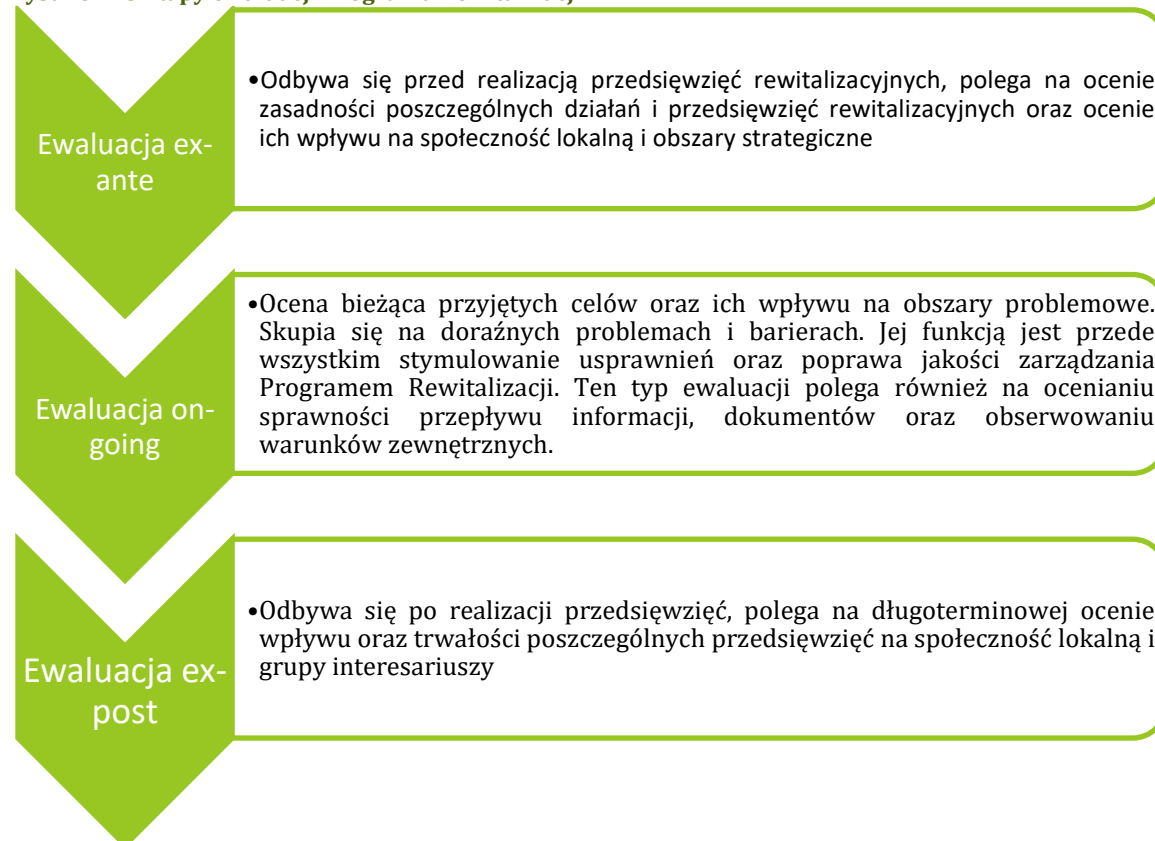 Ewaluacja ex-
ante
•Odbywa się przed realizacją przedsięwzięć rewitalizacyjnych, polega na ocenie
zasadności poszczególnych działań i przedsięwzięć rewitalizacyjnych oraz ocenie
ich wpływu na społeczność lokalną i obszary strategiczne
Ewaluacja on-
going
•Ocena bieżąca przyjętych celów oraz ich wpływu na obszary problemowe.
Skupia się na doraźnych problemach i barierach. Jej funkcją jest przede
wszystkim stymulowanie usprawnień oraz poprawa jakości zarządzania
Programem Rewitalizacji. Ten typ ewaluacji polega również na ocenianiu
sprawności przepływu informacji, dokumentów oraz obserwowaniu
warunków zewnętrznych.
Ewaluacja ex-
post
•Odbywa się po realizacji przedsięwzięć, polega na długoterminowej ocenie
wpływu oraz trwałości poszczególnych przedsięwzięć na społeczność lokalną i
grupy interesariuszy